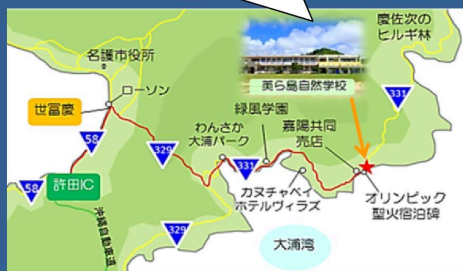 慶佐次の
ヒルギ林
名護市役所
美ら島自然学校
331
ローソン
世冨慶
緑風学園
嘉陽共同
売店
わんさか
大浦パーク
58
329
331
58
許田IC
カヌチャベイ
ホテルヴィラズ
オリンピック
聖火宿泊碑
沖縄自動車道
329
大浦湾